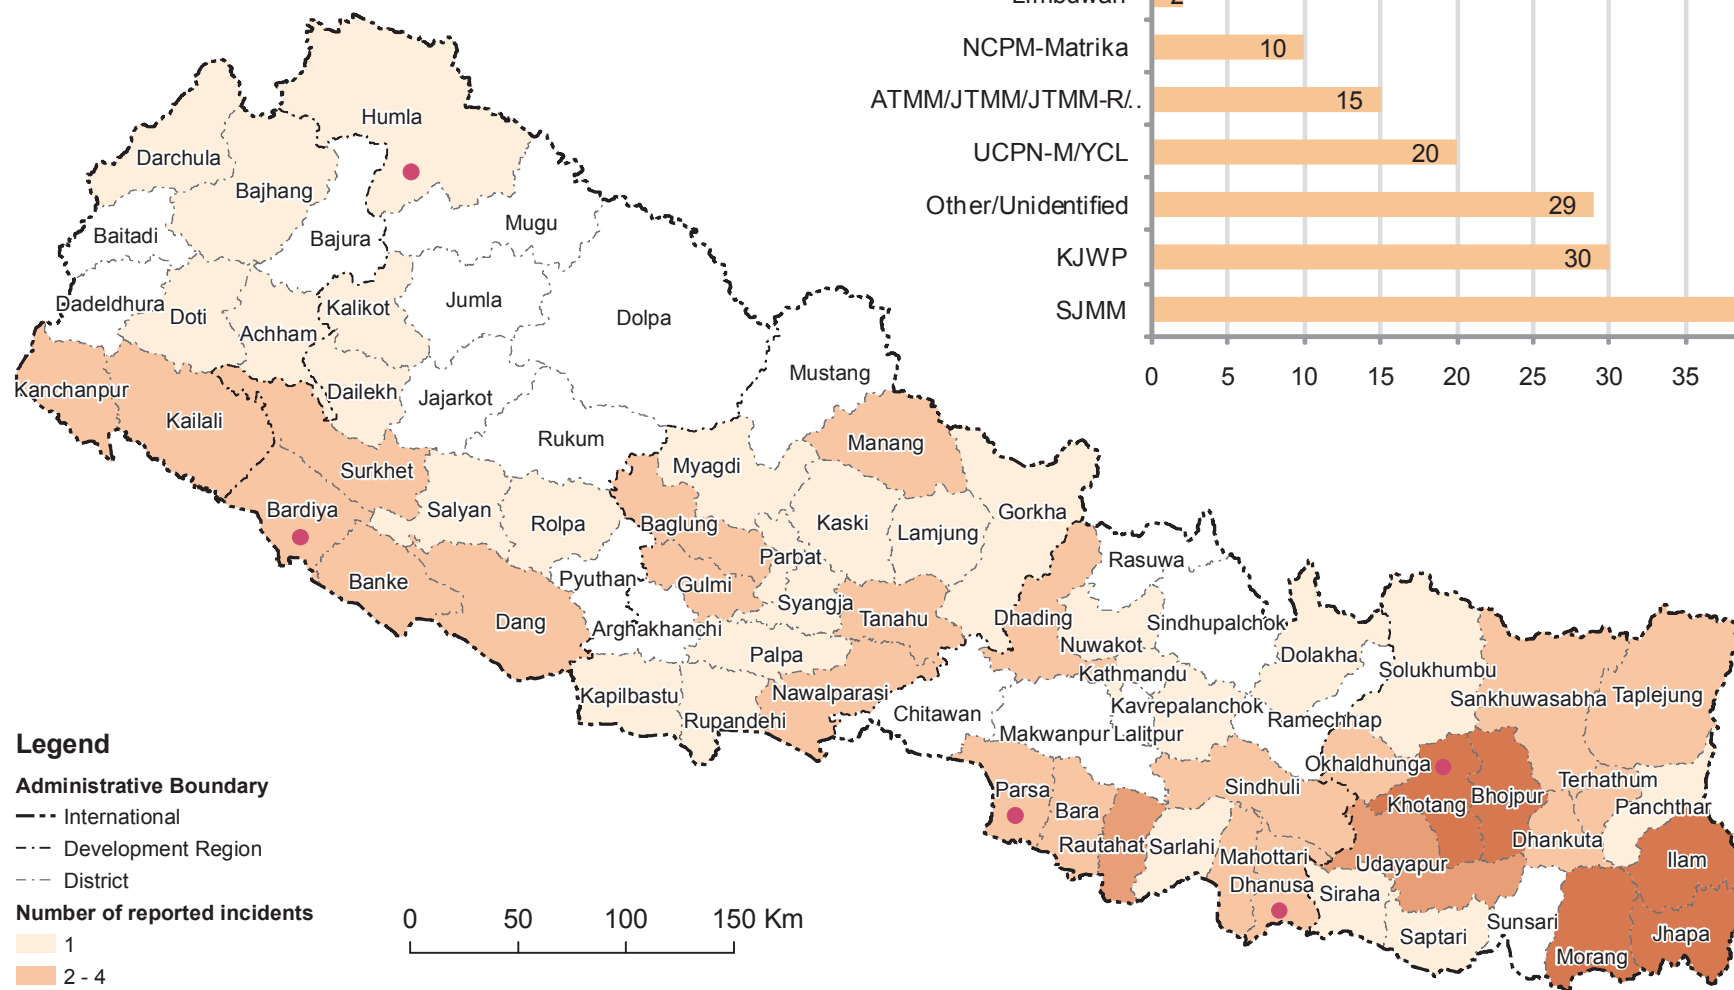 Limbuwan 2
NCPM-Matrika 10
ATMM/JTMM/JTMM-R/.. 15
UCPN-M/YCL 20
Other/Unidentified 29
KJWP 30
SJMM
0 5 10 15 20 25 30 35
Humla
Darchula
Bajhang
Mugu
Baitadi
Bajura
Dadeldhura
Doti
Kalikot
Jumla
Achham
Dolpa
Mustang
Kanchanpur
Dailekh
Jajarkot
Kailali
Rukum
Manang
Surkhet
Myagdi
Bardiya
Salyan
Rolpa
Baglung
Kaski
Lamjung
Gorkha
Parbat
Rasuwa
Banke
Pyuthan
Gulmi
Syangja
Tanahu
Dhading
Dang
Arghakhanchi
Nuwakot
Sindhupalchok
Palpa
Kathmandu
Dolakha
Solukhumbu
Kapilbastu
Nawalparasi
Kavrepalanchok
Sankhuwasabha
Taplejung
Rupandehi
Chitawan
Ramechhap
Makwanpur
Lalitpur
Okhaldhunga
Parsa
Sindhuli
Terhathum
Bara
Khotang
Bhojpur
Panchthar
Rautahat
Sarlahi
Mahottari
Udayapur
Dhankuta
Ilam
Dhanusa
Siraha
Saptari
Sunsari
Jhapa
Morang
Legend
Administrative Boundary
International
Development Region
District
Number of reported incidents
1
2 - 4
0 50 100 150 Km